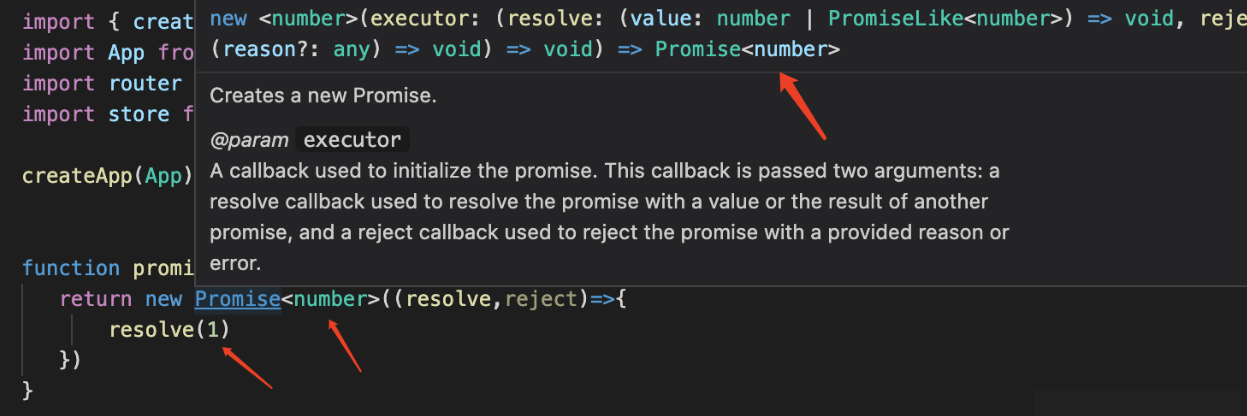 import { creat
new <number>(executor: (resolve: (value: number | PromiseLike<number>) => void, reje
import App fro
(reason?: any) => void) => void) => Promise<number>
import router
Creates a new Promise.
import store f
@param executor
createApp(App)
A callback used to initialize the promise. This callback is passed two arguments: a
resolve callback used to resolve the promise with a value or the result of another
promise, and a reject callback used to reject the promise with a provided reason or
error.
function promi
return new Promise<number>((resolve,reject)=>{
resolve(1)
})
}